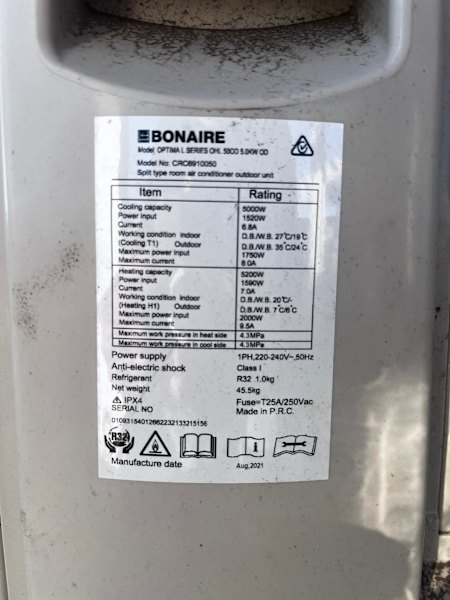 BONAIRE
Model: OPTIMA L SERIES OHL 50OD 5.0KW OD
Model No: CRC8910050
Split type room air conditioner outdoor unit
Item Rating
Cooling capacity 5000W
Power input 1520W
Current 6.8A
Working condition Indoor D.B./W.B. 27℃/19℃
(Cooling T1) Outdoor D.B./W.B. 35℃/24℃
Maximum power input 1750W
Maximum current 8.0A
Heating capacity 5200W
Power input 1590W
Current 7.0A
Working condition Indoor D.B./W.B. 20℃/-
(Heating H1) Outdoor D.B./W.B. 7℃/6℃
Maximum power input 2000W
Maximum current 9.5A
Maximum work pressure in heat side 4.3MPa
Maximum work pressure in cool side 4.3MPa
Power supply 1PH,220-240V~,50Hz
Anti-electric shock Class I
Refrigerant R32 1.0kg
Net weight 45.5kg
IPX4 Fuse=T25A/250Vac
SERIAL NO Made in P.R.C.
0109315401266223213321515​6
R32
Manufacture date Aug,2021